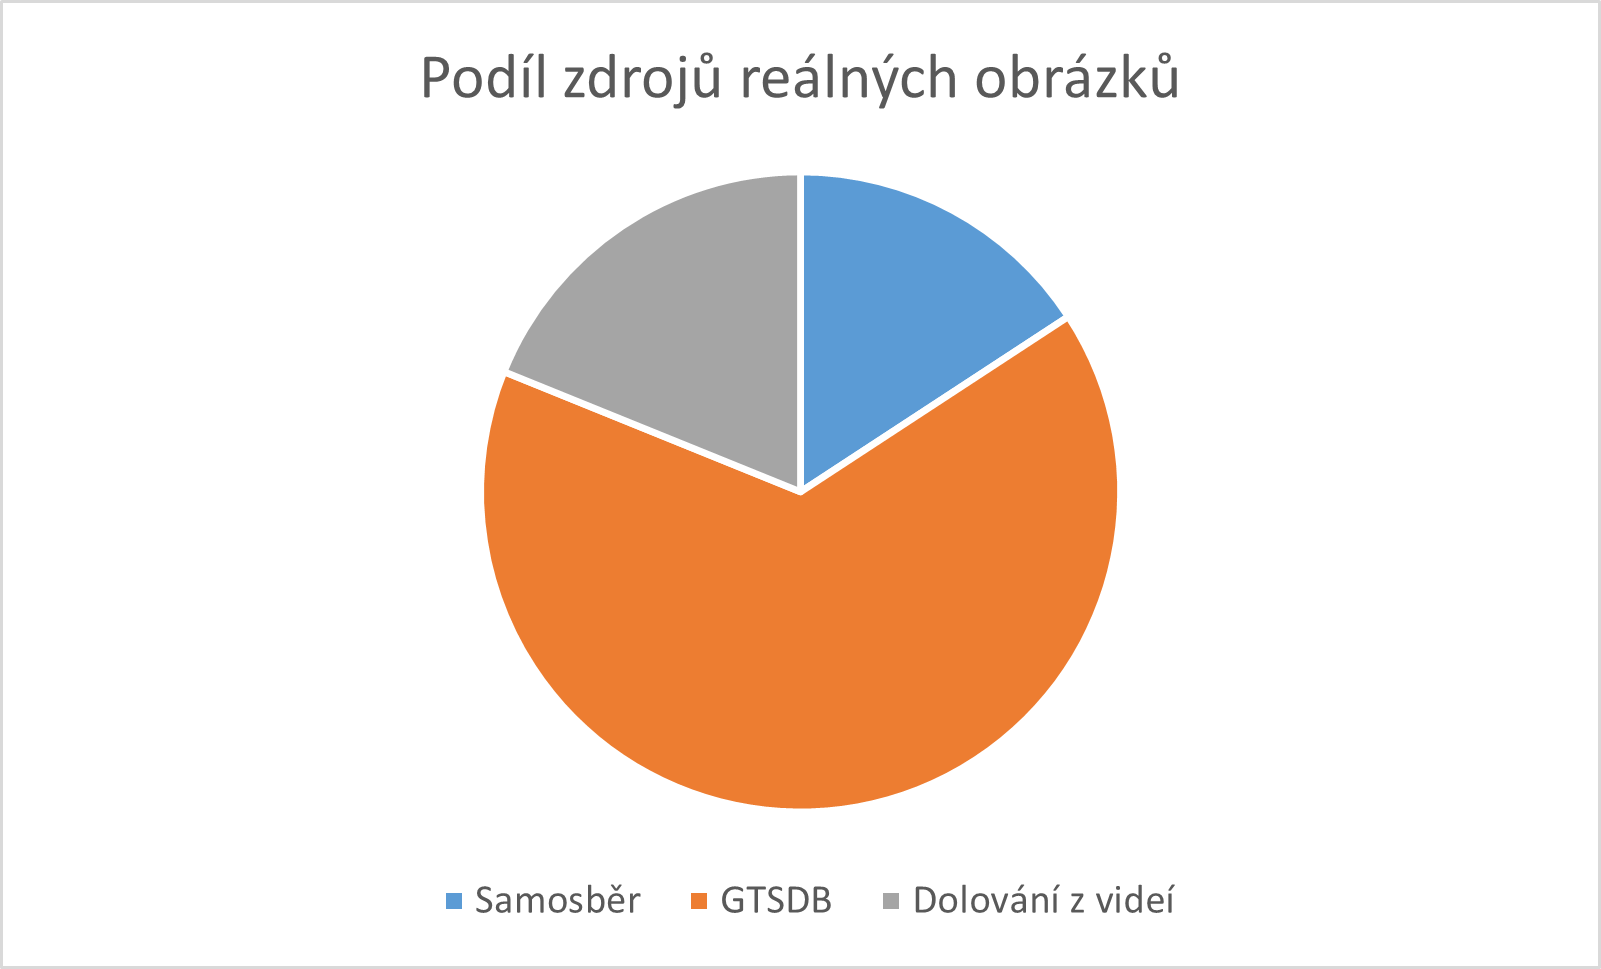 Podíl zdrojů reálných obrázků
Samosběr GTSDB Dolování z videí